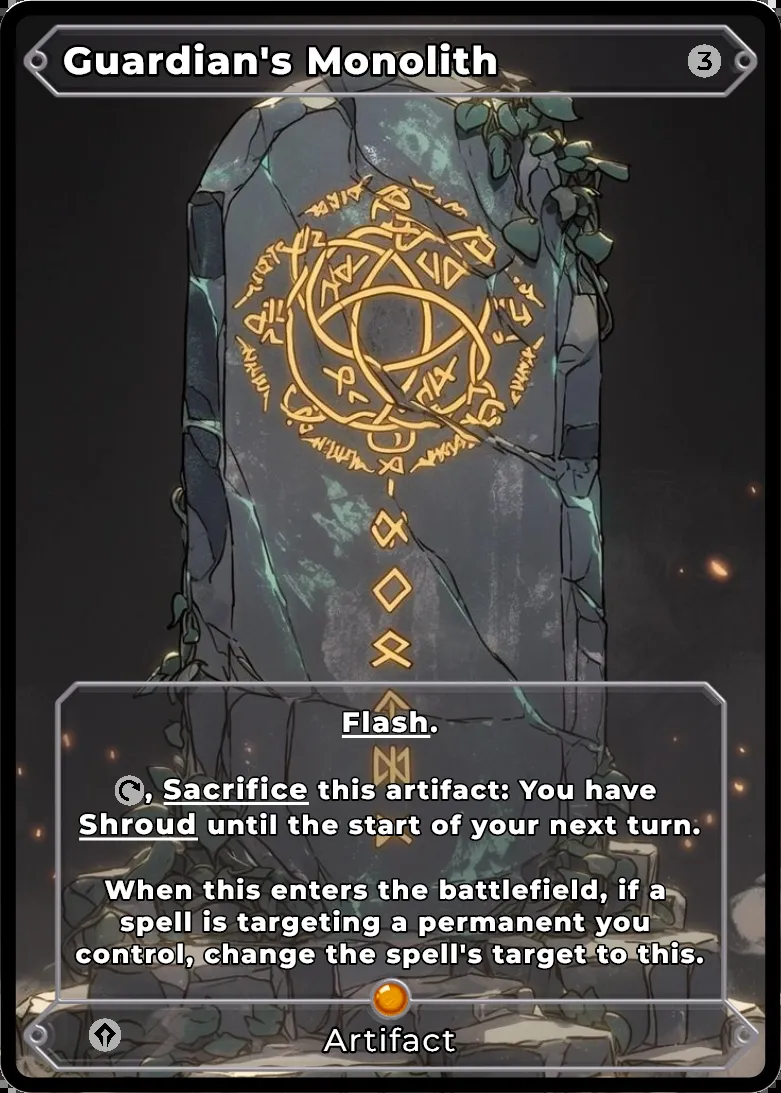 Guardian's Monolith
3
Flash.
, Sacrifice this artifact: You have
Shroud until the start of your next turn.
When this enters the battlefield, if a
spell is targeting a permanent you
control, change the spell's target to this.
Artifact